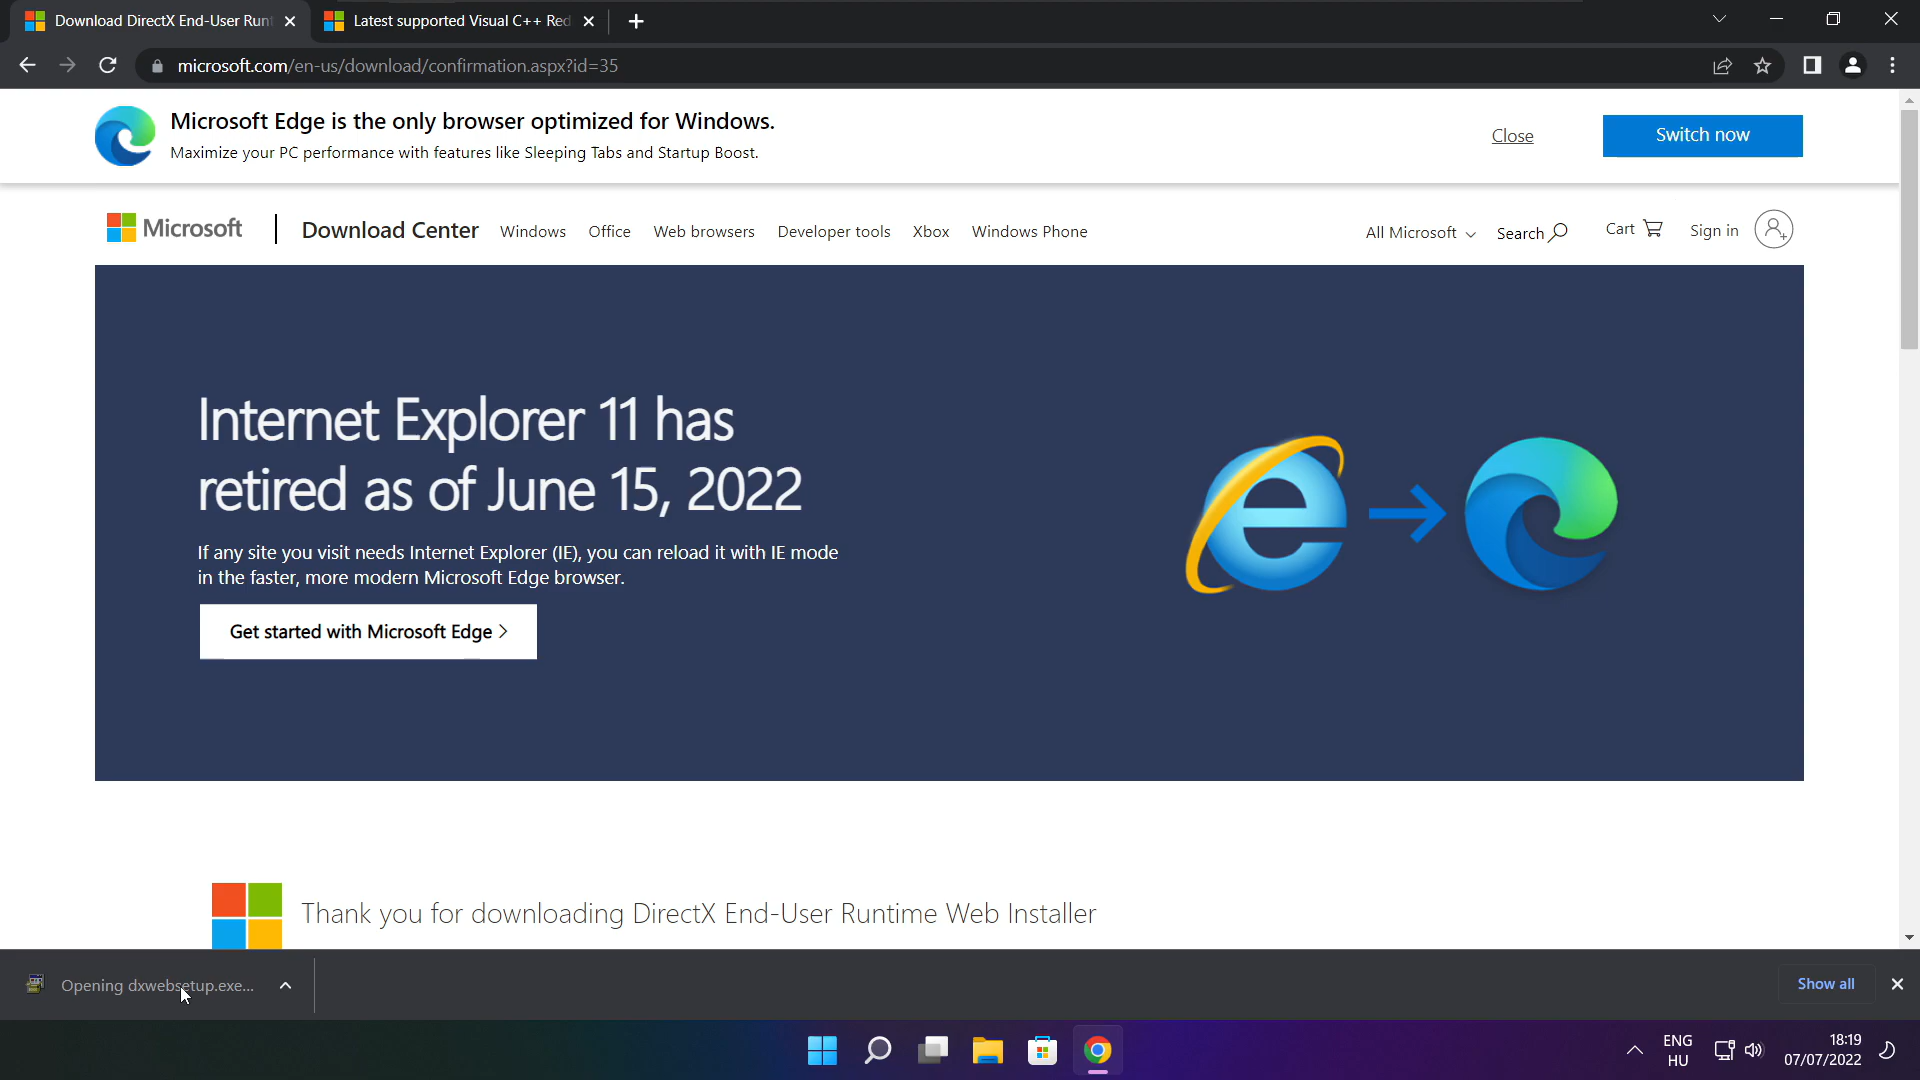 Download DirectX End-User Runt
Latest supported Visual C++ Red
microsoft.com/en-us/download/confirmation.aspx?id=35
Microsoft Edge is the only browser optimized for Windows.
Maximize your PC performance with features like Sleeping Tabs and Startup Boost.
Close
Switch now
Microsoft
Download Center
Windows
Office
Web browsers
Developer tools
Xbox
Windows Phone
All Microsoft
Search
Cart
Sign in
Internet Explorer 11 has
retired as of June 15, 2022
If any site you visit needs Internet Explorer (IE), you can reload it with IE mode
in the faster, more modern Microsoft Edge browser.
Get started with Microsoft Edge >
Thank you for downloading DirectX End-User Runtime Web Installer
Opening dxwebsetup.exe...
Show all
ENG
HU
18:19
07/07/2022